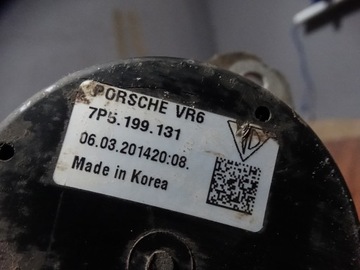 PORSCHE VR6
7P5.199.131
06.03.201420:08.
Made in Korea